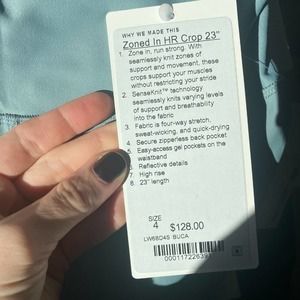 WHY WE MADE THIS
Zoned In HR Crop 23"
1. Zone in, run strong. With
seamlessly knit zones of
support and movement, these
crops support your muscles
without restricting your stride
2. SenseKnit™ technology
seamlessly knits varying levels
of support and breathability
into the fabric
3. Fabric is four-way stretch,
sweat-wicking, and quick-drying
4. Secure zipperless back pocket
5. Easy-access gel pockets on the
waistband
6. Reflective details
7. High rise
8. 23" length
SIZE
4
$128.00
LW6BD4S BUCA